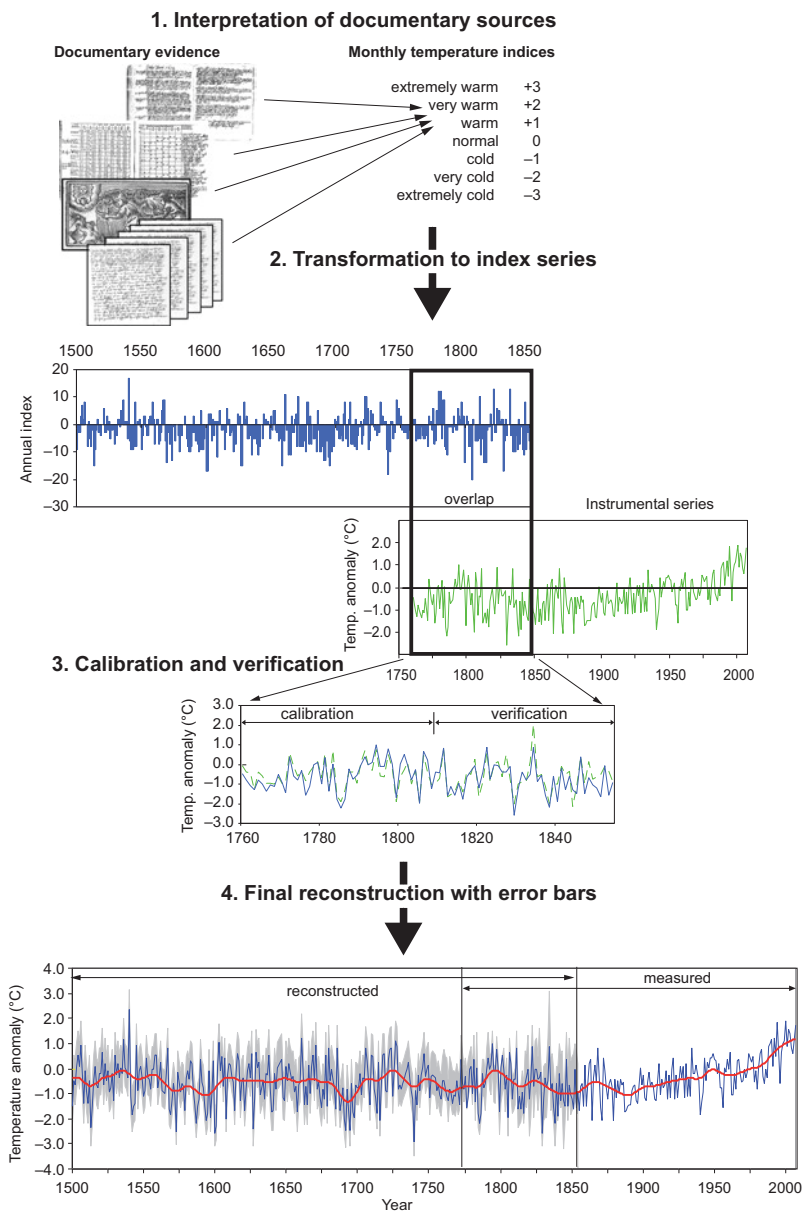 1. Interpretation of documentary sources
Documentary evidence
Monthly temperature indices
extremely warm +3
very warm +2
warm +1
normal 0
cold –1
very cold –2
extremely cold –3
2. Transformation to index series
1500 1550 1600 1650 1700 1750 1800 1850
20
10
0
–10
–20
–30
Annual index
overlap
Instrumental series
Temp. anomaly (°C)
2.0
1.0
0.0
–1.0
–2.0
1750 1800 1850 1900 1950 2000
3. Calibration and verification
Temp. anomaly (°C)
3.0
2.0
1.0
0.0
–1.0
–2.0
–3.0
calibration
verification
1760 1780 1800 1820 1840
4. Final reconstruction with error bars
Temperature anomaly (°C)
4.0
3.0
2.0
1.0
0.0
–1.0
–2.0
–3.0
–4.0
reconstructed
measured
1500 1550 1600 1650 1700 1750 1800 1850 1900 1950 2000
Year